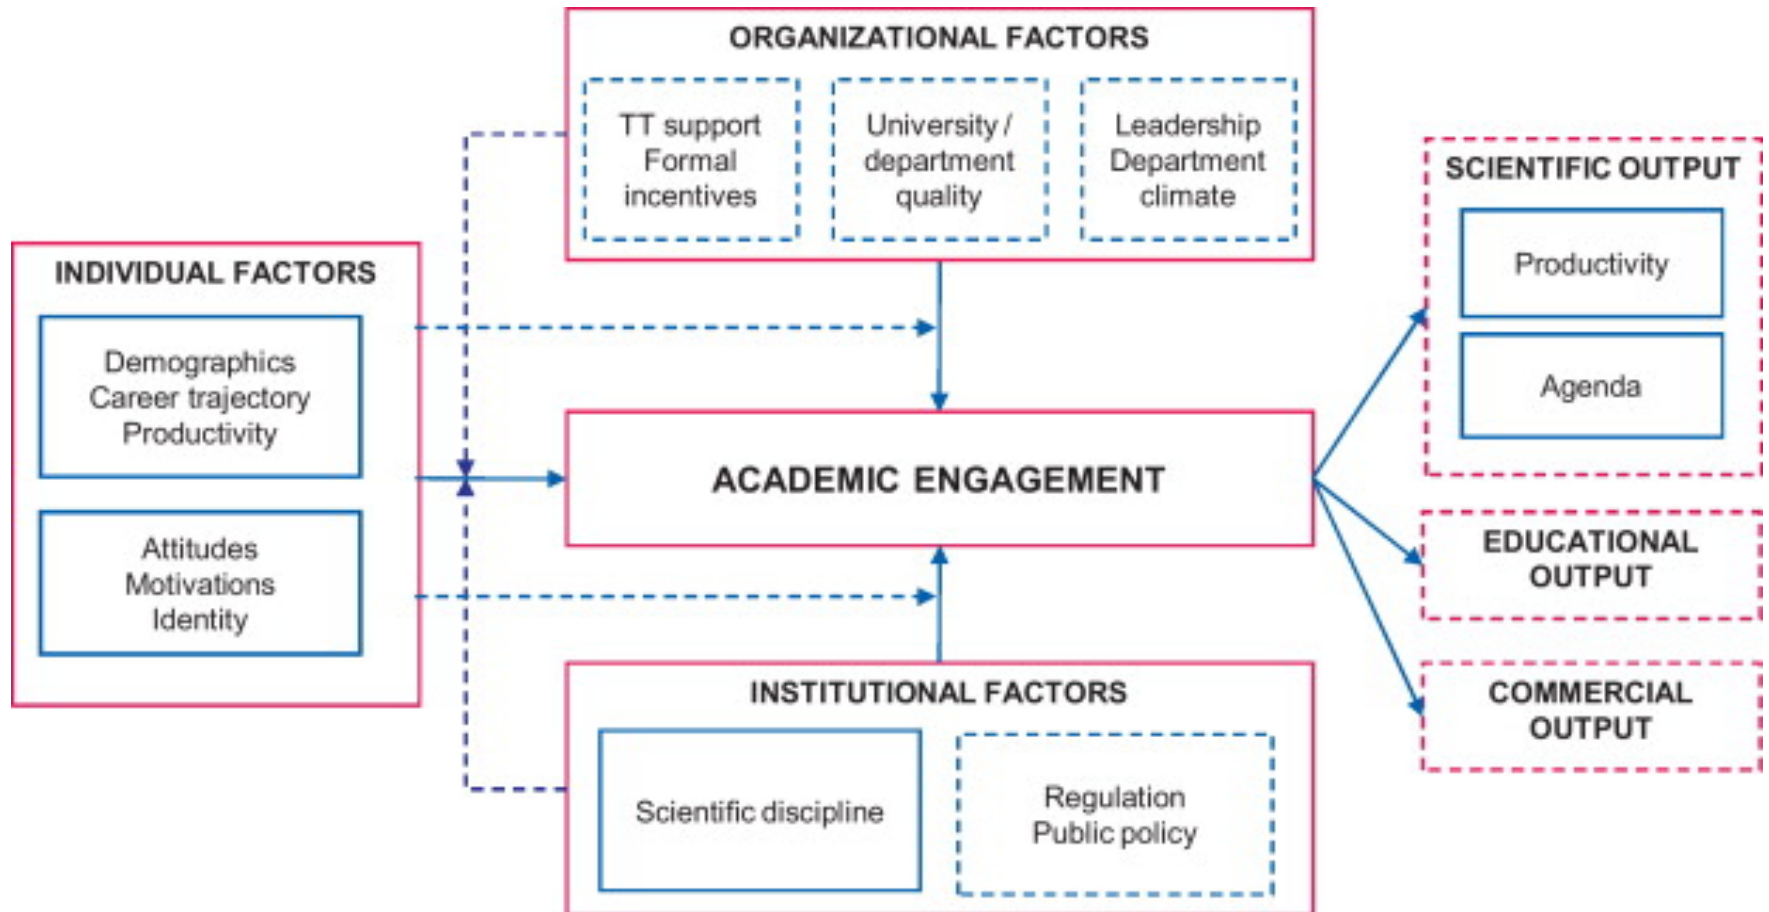 ORGANIZATIONAL FACTORS
TT support
Formal
incentives
University /
department
quality
Leadership
Department
climate
INDIVIDUAL FACTORS
Demographics
Career trajectory
Productivity
Attitudes
Motivations
Identity
ACADEMIC ENGAGEMENT
INSTITUTIONAL FACTORS
Scientific discipline
Regulation
Public policy
SCIENTIFIC OUTPUT
Productivity
Agenda
EDUCATIONAL
OUTPUT
COMMERCIAL
OUTPUT